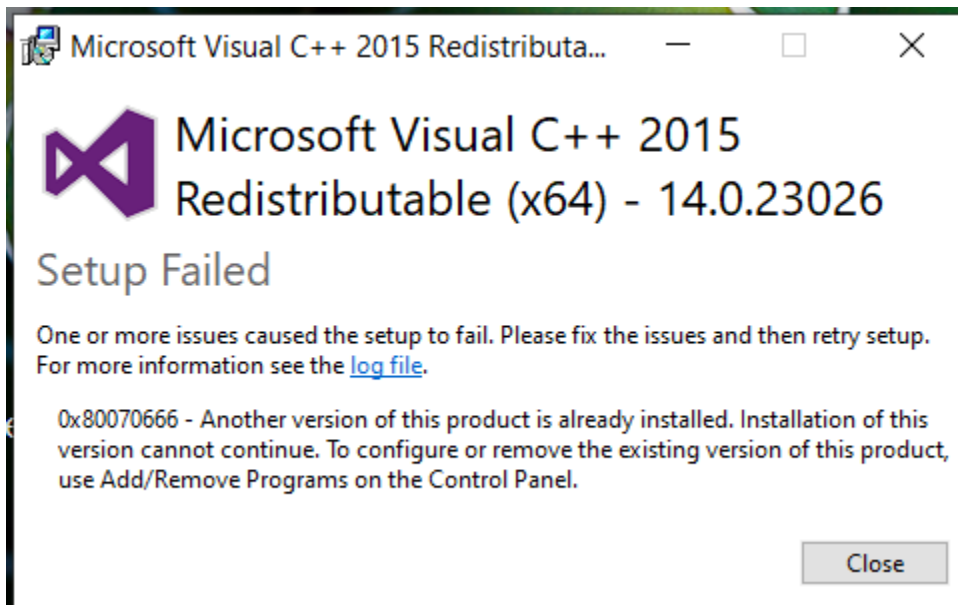 Microsoft Visual C++ 2015 Redistributa...
Microsoft Visual C++ 2015
Redistributable (x64) - 14.0.23026
Setup Failed
One or more issues caused the setup to fail. Please fix the issues and then retry setup.
For more information see the log file.
0x80070666 - Another version of this product is already installed. Installation of this
version cannot continue. To configure or remove the existing version of this product,
use Add/Remove Programs on the Control Panel.
Close